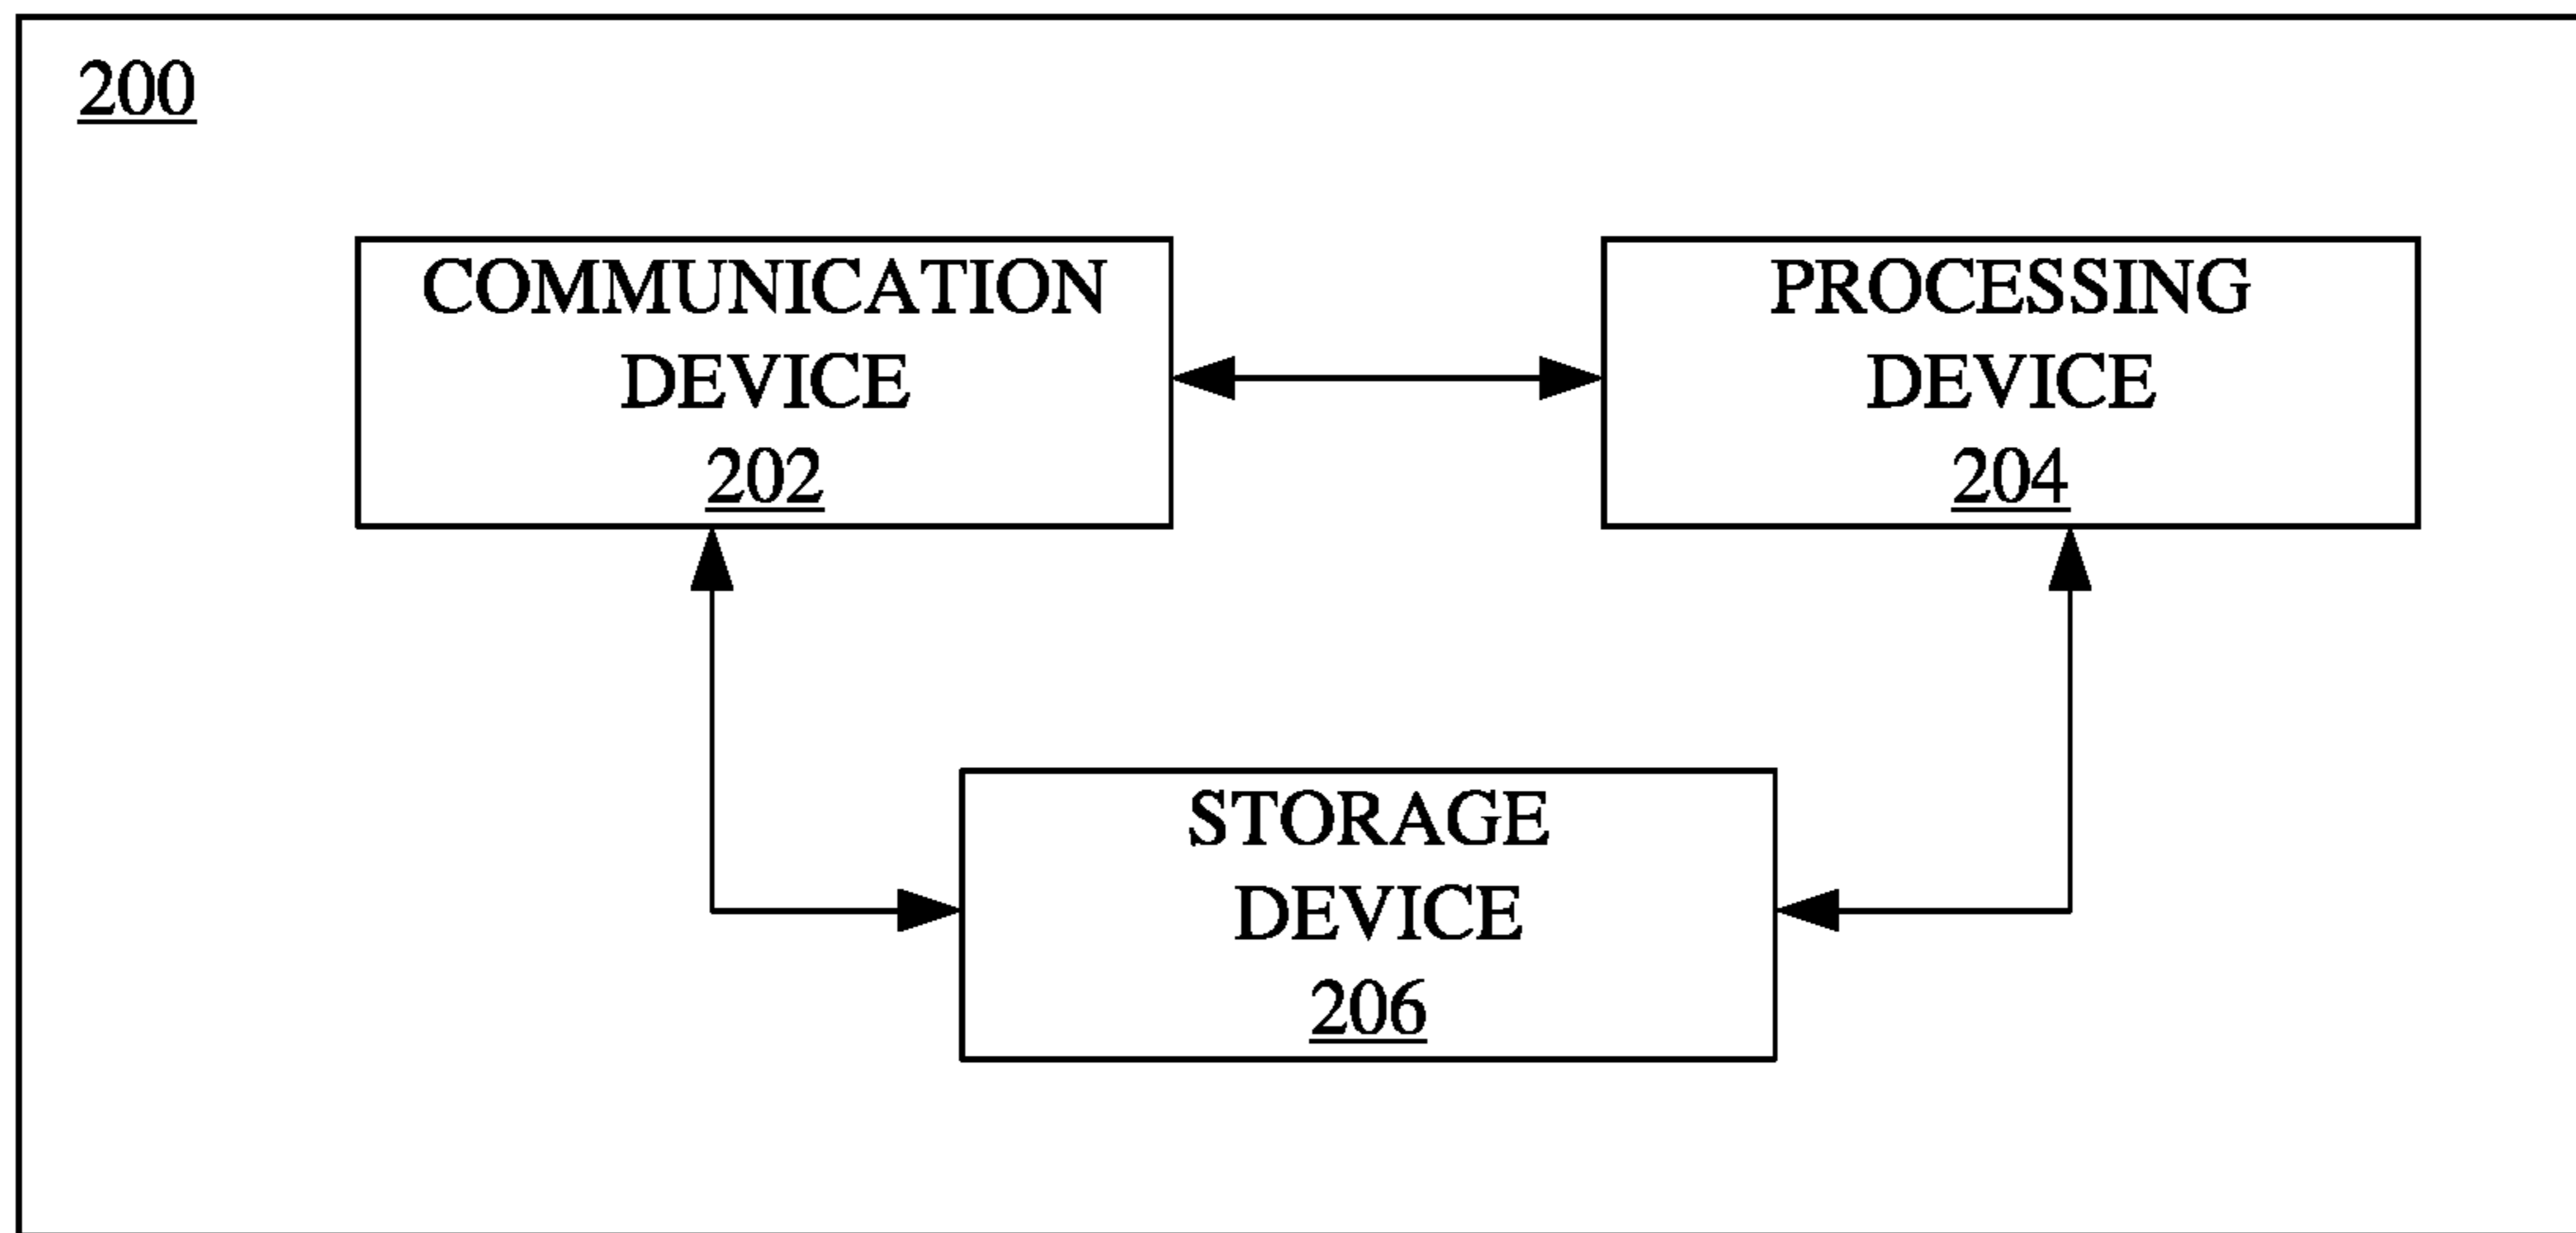 200
COMMUNICATION
DEVICE
202
PROCESSING
DEVICE
204
STORAGE
DEVICE
206